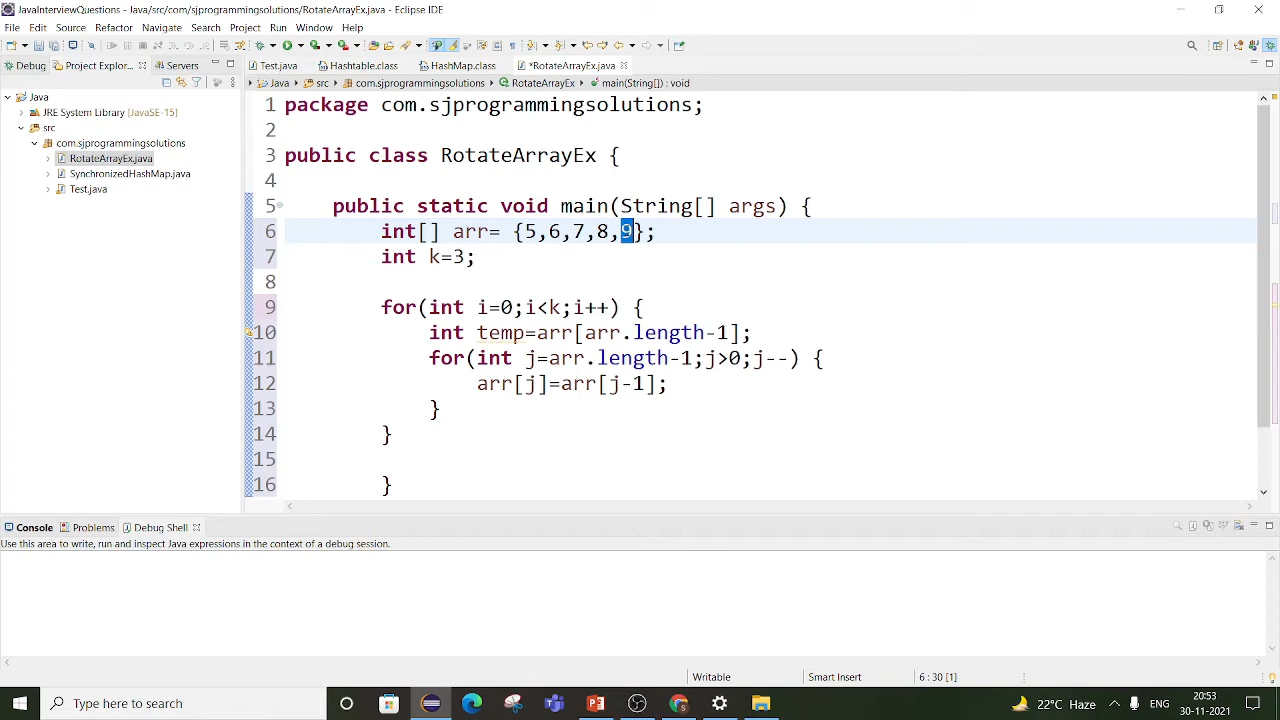 JavaInterviewQuestions - Java/src/com/sjprogrammingsolutions/RotateArrayEx.java - Eclipse IDE
File Edit Source Refactor Navigate Search Project Run Window Help
Debug Project Explor... Servers
Test.java Hashtable.class HashMap.class *RotateArrayEx.java
Java src com.sjprogrammingsolutions RotateArrayEx main(String[]) : void
Java
JRE System Library [JavaSE-15]
src
com.sjprogrammingsolutions
RotateArrayEx.java
SynchronizedHashMap.java
Test.java
1 package com.sjprogrammingsolutions;
2
3 public class RotateArrayEx {
4
5 public static void main(String[] args) {
6 int[] arr= {5,6,7,8,9};
7 int k=3;
8
9 for(int i=0;i<k;i++) {
10 int temp=arr[arr.length-1];
11 for(int j=arr.length-1;j>0;j--) {
12 arr[j]=arr[j-1];
13 }
14 }
15
16 }
Console Problems Debug Shell
Use this area to write, run and inspect Java expressions in the context of a debug session.
Writable Smart Insert 6 : 30 [1]
Type here to search
22°C Haze ENG 20:53
30-11-2021